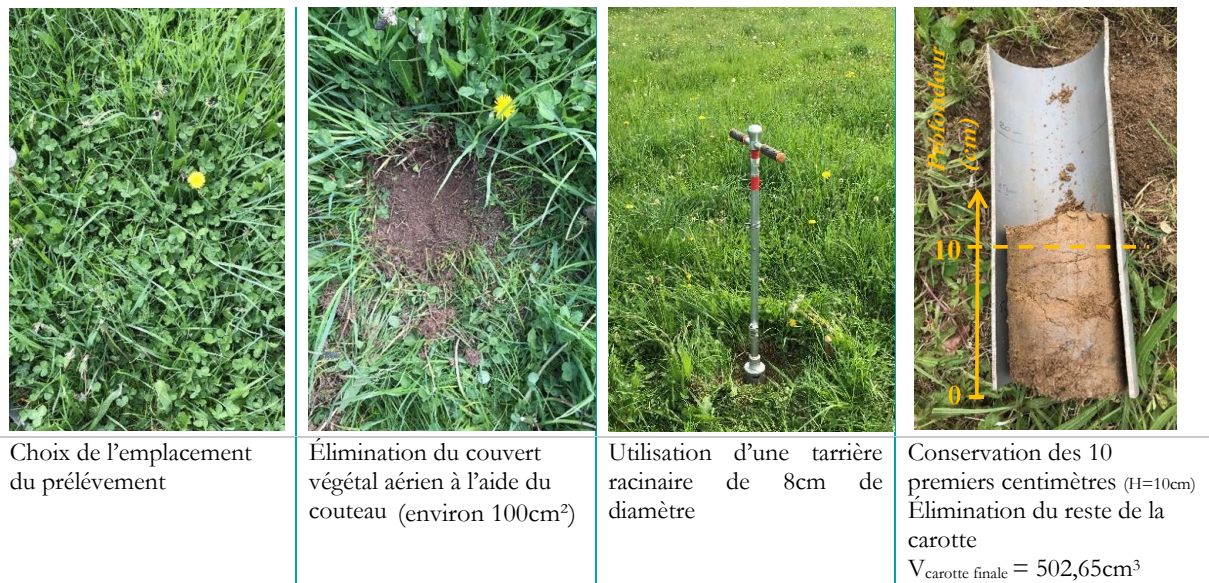 Profondeur
(cm)
10
0
Choix de l'emplacement
du prélévement
Élimination du couvert
végétal aérien à l'aide du
couteau (environ 100cm²)
Utilisation d'une tarrière
racinaire de 8cm de
diamètre
Conservation des 10
premiers centimètres (H=10cm)
Élimination du reste de la
carotte
V carotte finale = 502,65cm³